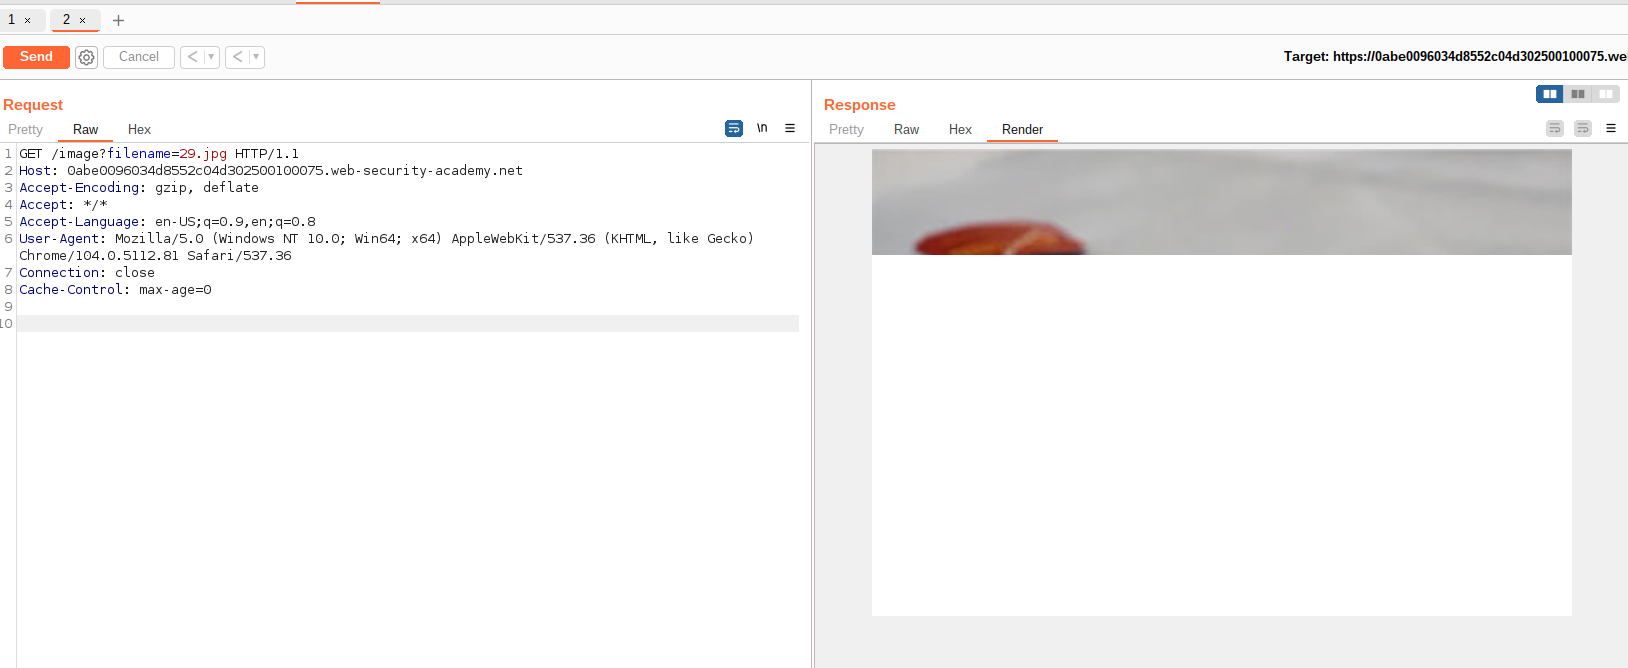 1 × 2 × +
Send Cancel < ▾ < ▾ Target: https://0abe0096034d8552c04d302500100075.we
Request
Pretty Raw Hex \n
1 GET /image?filename=29.jpg HTTP/1.1
2 Host: 0abe0096034d8552c04d302500100075.web-security-academy.net
3 Accept-Encoding: gzip, deflate
4 Accept: */*
5 Accept-Language: en-US;q=0.9,en;q=0.8
6 User-Agent: Mozilla/5.0 (Windows NT 10.0; Win64; x64) AppleWebKit/537.36 (KHTML, like Gecko)
Chrome/104.0.5112.81 Safari/537.36
7 Connection: close
8 Cache-Control: max-age=0
9
10
Response
Pretty Raw Hex Render